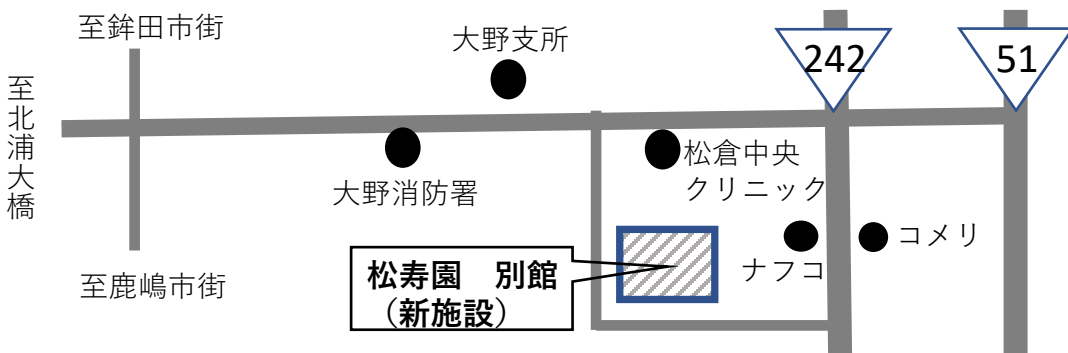 至鉾田市街
大野支所
242
51
至北浦大橋
大野消防署
松倉中央
クリニック
松寿園　別館
（新施設）
ナフコ
コメリ
至鹿嶋市街